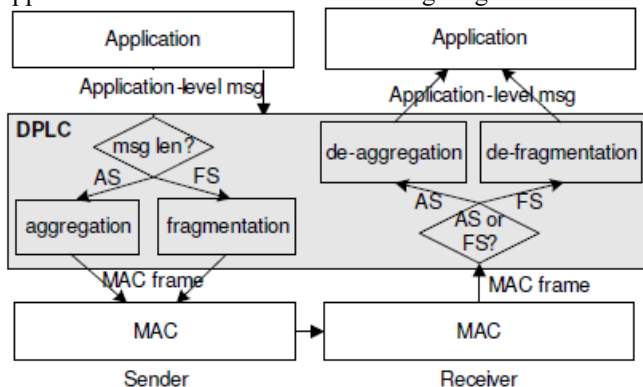 Application
Application
Application-level msg
Application-level msg
DPLC
msg len?
de-aggregation
de-fragmentation
AS
FS
AS
FS
aggregation
fragmentation
AS or
FS?
MAC frame
MAC frame
MAC
MAC
Sender
Receiver